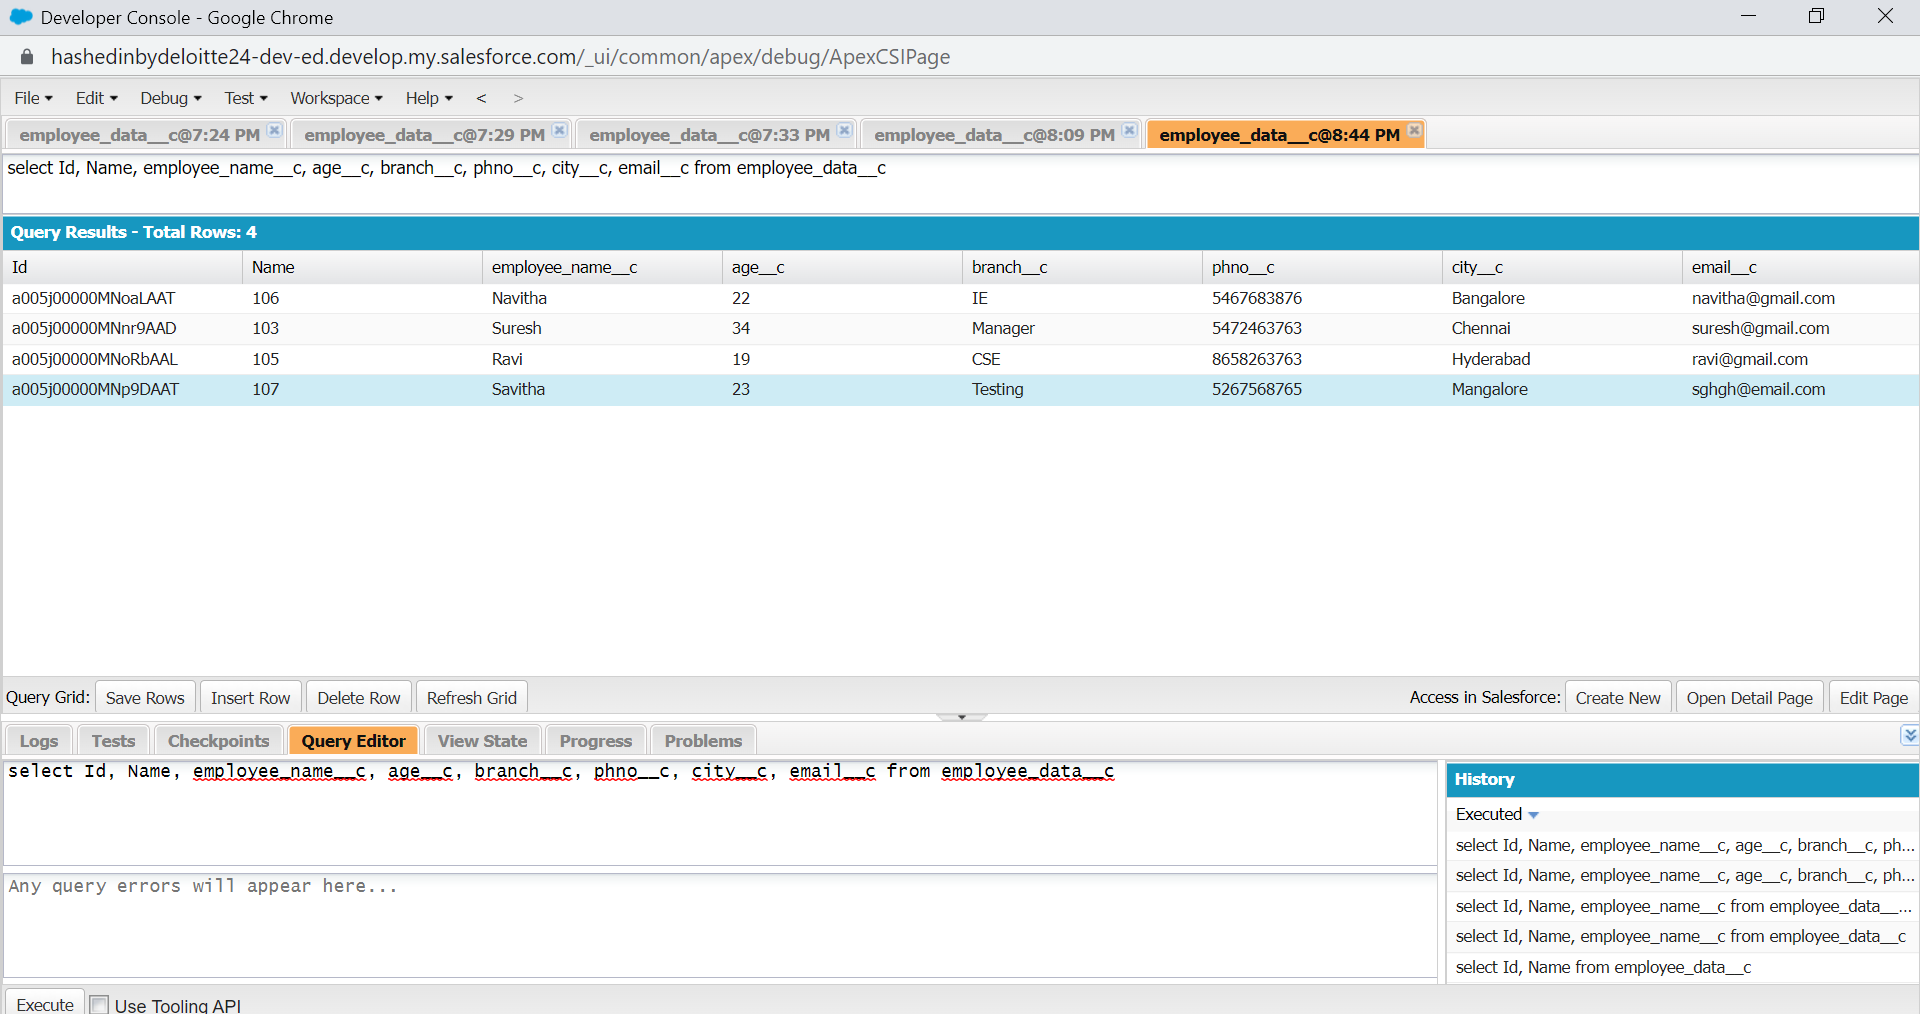 Developer Console - Google Chrome
hashedinbydeloitte24-dev-ed.develop.my.salesforce.com/_ui/common/apex/debug/ApexCSIPage
File Edit Debug Test Workspace Help < >
employee_data__c@7:24 PM employee_data__c@7:29 PM employee_data__c@7:33 PM employee_data__c@8:09 PM employee_data__c@8:44 PM
select Id, Name, employee_name__c, age__c, branch__c, phno__c, city__c, email__c from employee_data__c
Query Results - Total Rows: 4
Id Name employee_name__c age__c branch__c phno__c city__c email__c
a005j00000MNoaLAAT 106 Navitha 22 IE 5467683876 Bangalore navitha@gmail.com
a005j00000MNnr9AAD 103 Suresh 34 Manager 5472463763 Chennai suresh@gmail.com
a005j00000MNoRbAAL 105 Ravi 19 CSE 8658263763 Hyderabad ravi@gmail.com
a005j00000MNp9DAAT 107 Savitha 23 Testing 5267568765 Mangalore sghgh@email.com
Query Grid: Save Rows Insert Row Delete Row Refresh Grid Access in Salesforce: Create New Open Detail Page Edit Page
Logs Tests Checkpoints Query Editor View State Progress Problems
select Id, Name, employee_name__c, age__c, branch__c, phno__c, city__c, email__c from employee_data__c
Any query errors will appear here...
History
Executed
select Id, Name, employee_name__c, age__c, branch__c, ph...
select Id, Name, employee_name__c, age__c, branch__c, ph...
select Id, Name, employee_name__c from employee_data__...
select Id, Name, employee_name__c from employee_data__c
select Id, Name from employee_data__c
Execute Use Tooling API